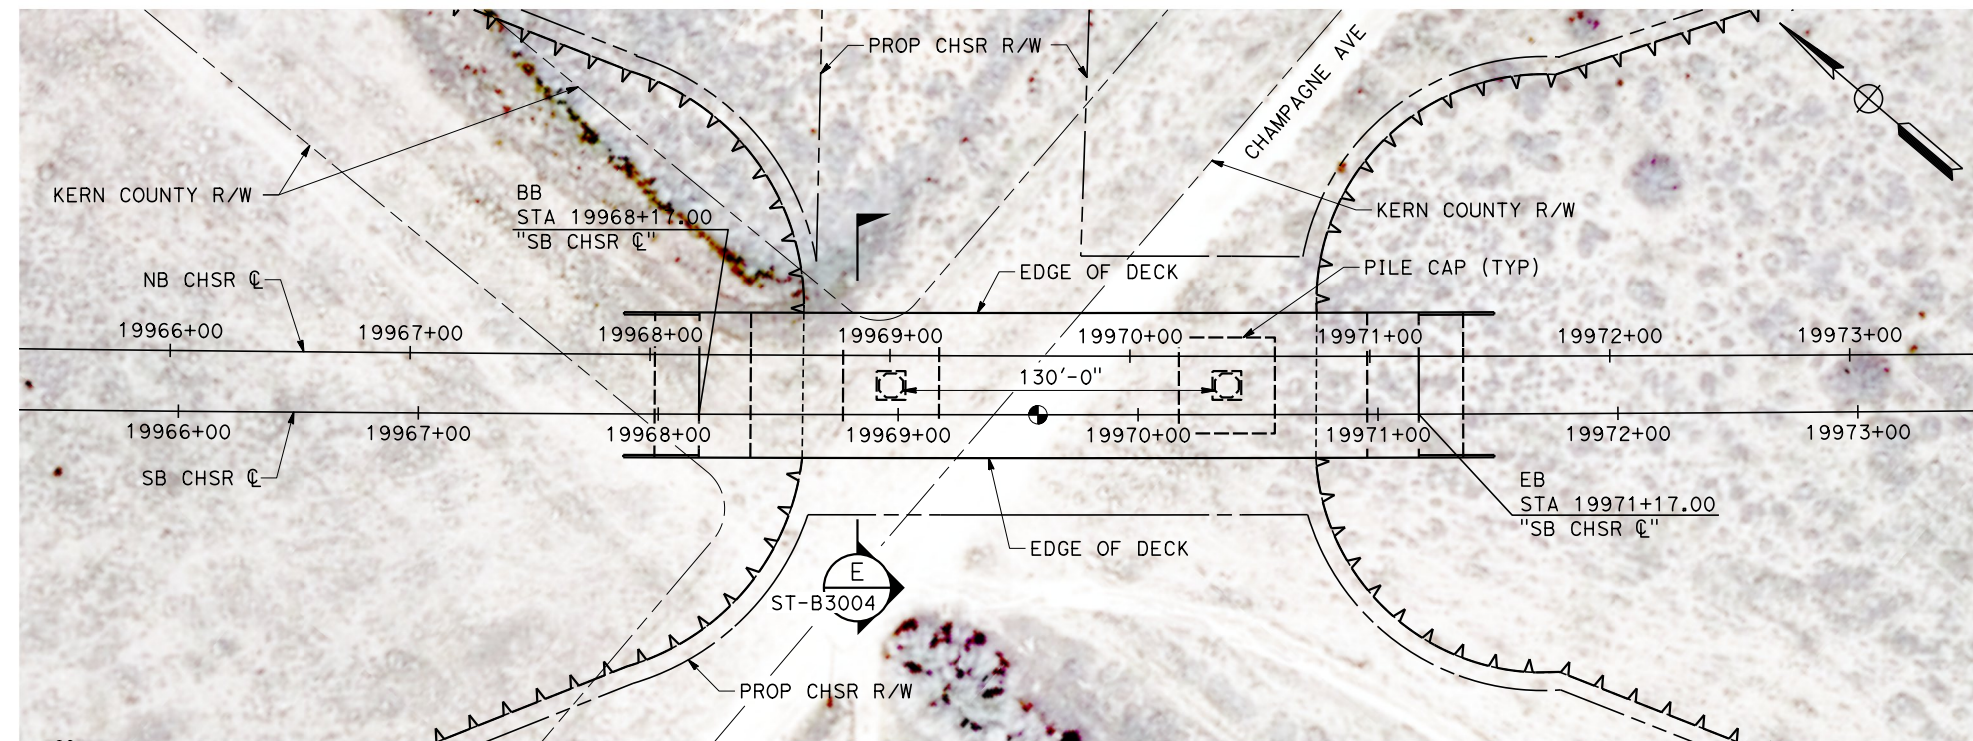 PROP CHSR R/W
CHAMPAGNE AVE
KERN COUNTY R/W
BB
STA 19968+17.00
"SB CHSR ℄"
KERN COUNTY R/W
EDGE OF DECK
PILE CAP (TYP)
NB CHSR ℄
19966+00 19967+00 19968+00 19969+00 19970+00 19971+00 19972+00 19973+00
130'-0"
19966+00 19967+00 19968+00 19969+00 19970+00 19971+00 19972+00 19973+00
SB CHSR ℄
EB
STA 19971+17.00
"SB CHSR ℄"
EDGE OF DECK
E
ST-B3004
PROP CHSR R/W